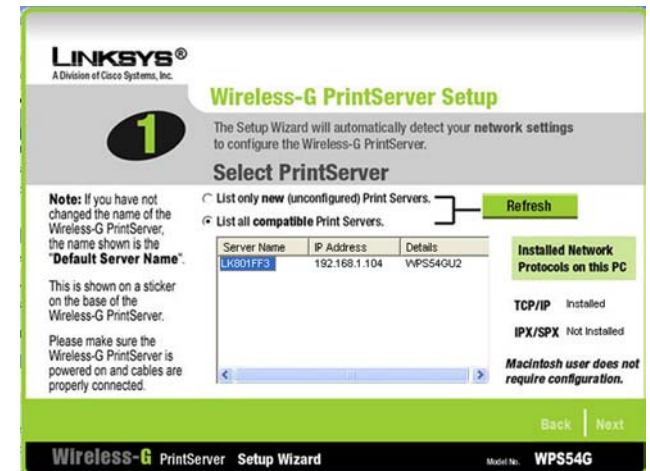 LINKSYS®
A Division of Cisco Systems, Inc.
Wireless-G PrintServer Setup
1
The Setup Wizard will automatically detect your network settings
to configure the Wireless-G PrintServer.
Select PrintServer
Note: If you have not
changed the name of the
Wireless-G PrintServer,
the name shown is the
"Default Server Name".
This is shown on a sticker
on the base of the
Wireless-G PrintServer.
Please make sure the
Wireless-G PrintServer is
powered on and cables are
properly connected.
List only new (unconfigured) Print Servers.
List all compatible Print Servers.
Refresh
Server Name IP Address Details
LK801FF3 192.168.1.104 WPS54GU2
Installed Network
Protocols on this PC
TCP/IP Installed
IPX/SPX Not Installed
Macintosh user does not
require configuration.
Back Next
Wireless-G PrintServer Setup Wizard
Model No. WPS54G